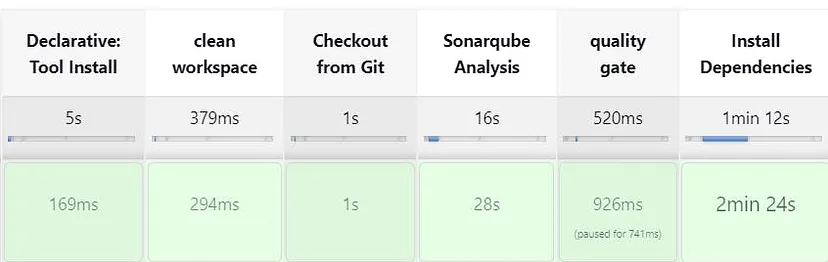 Declarative: Tool Install
clean workspace
Checkout from Git
Sonarqube Analysis
quality gate
Install Dependencies
5s
379ms
1s
16s
520ms
1min 12s
169ms
294ms
1s
28s
926ms
(paused for 741ms)
2min 24s